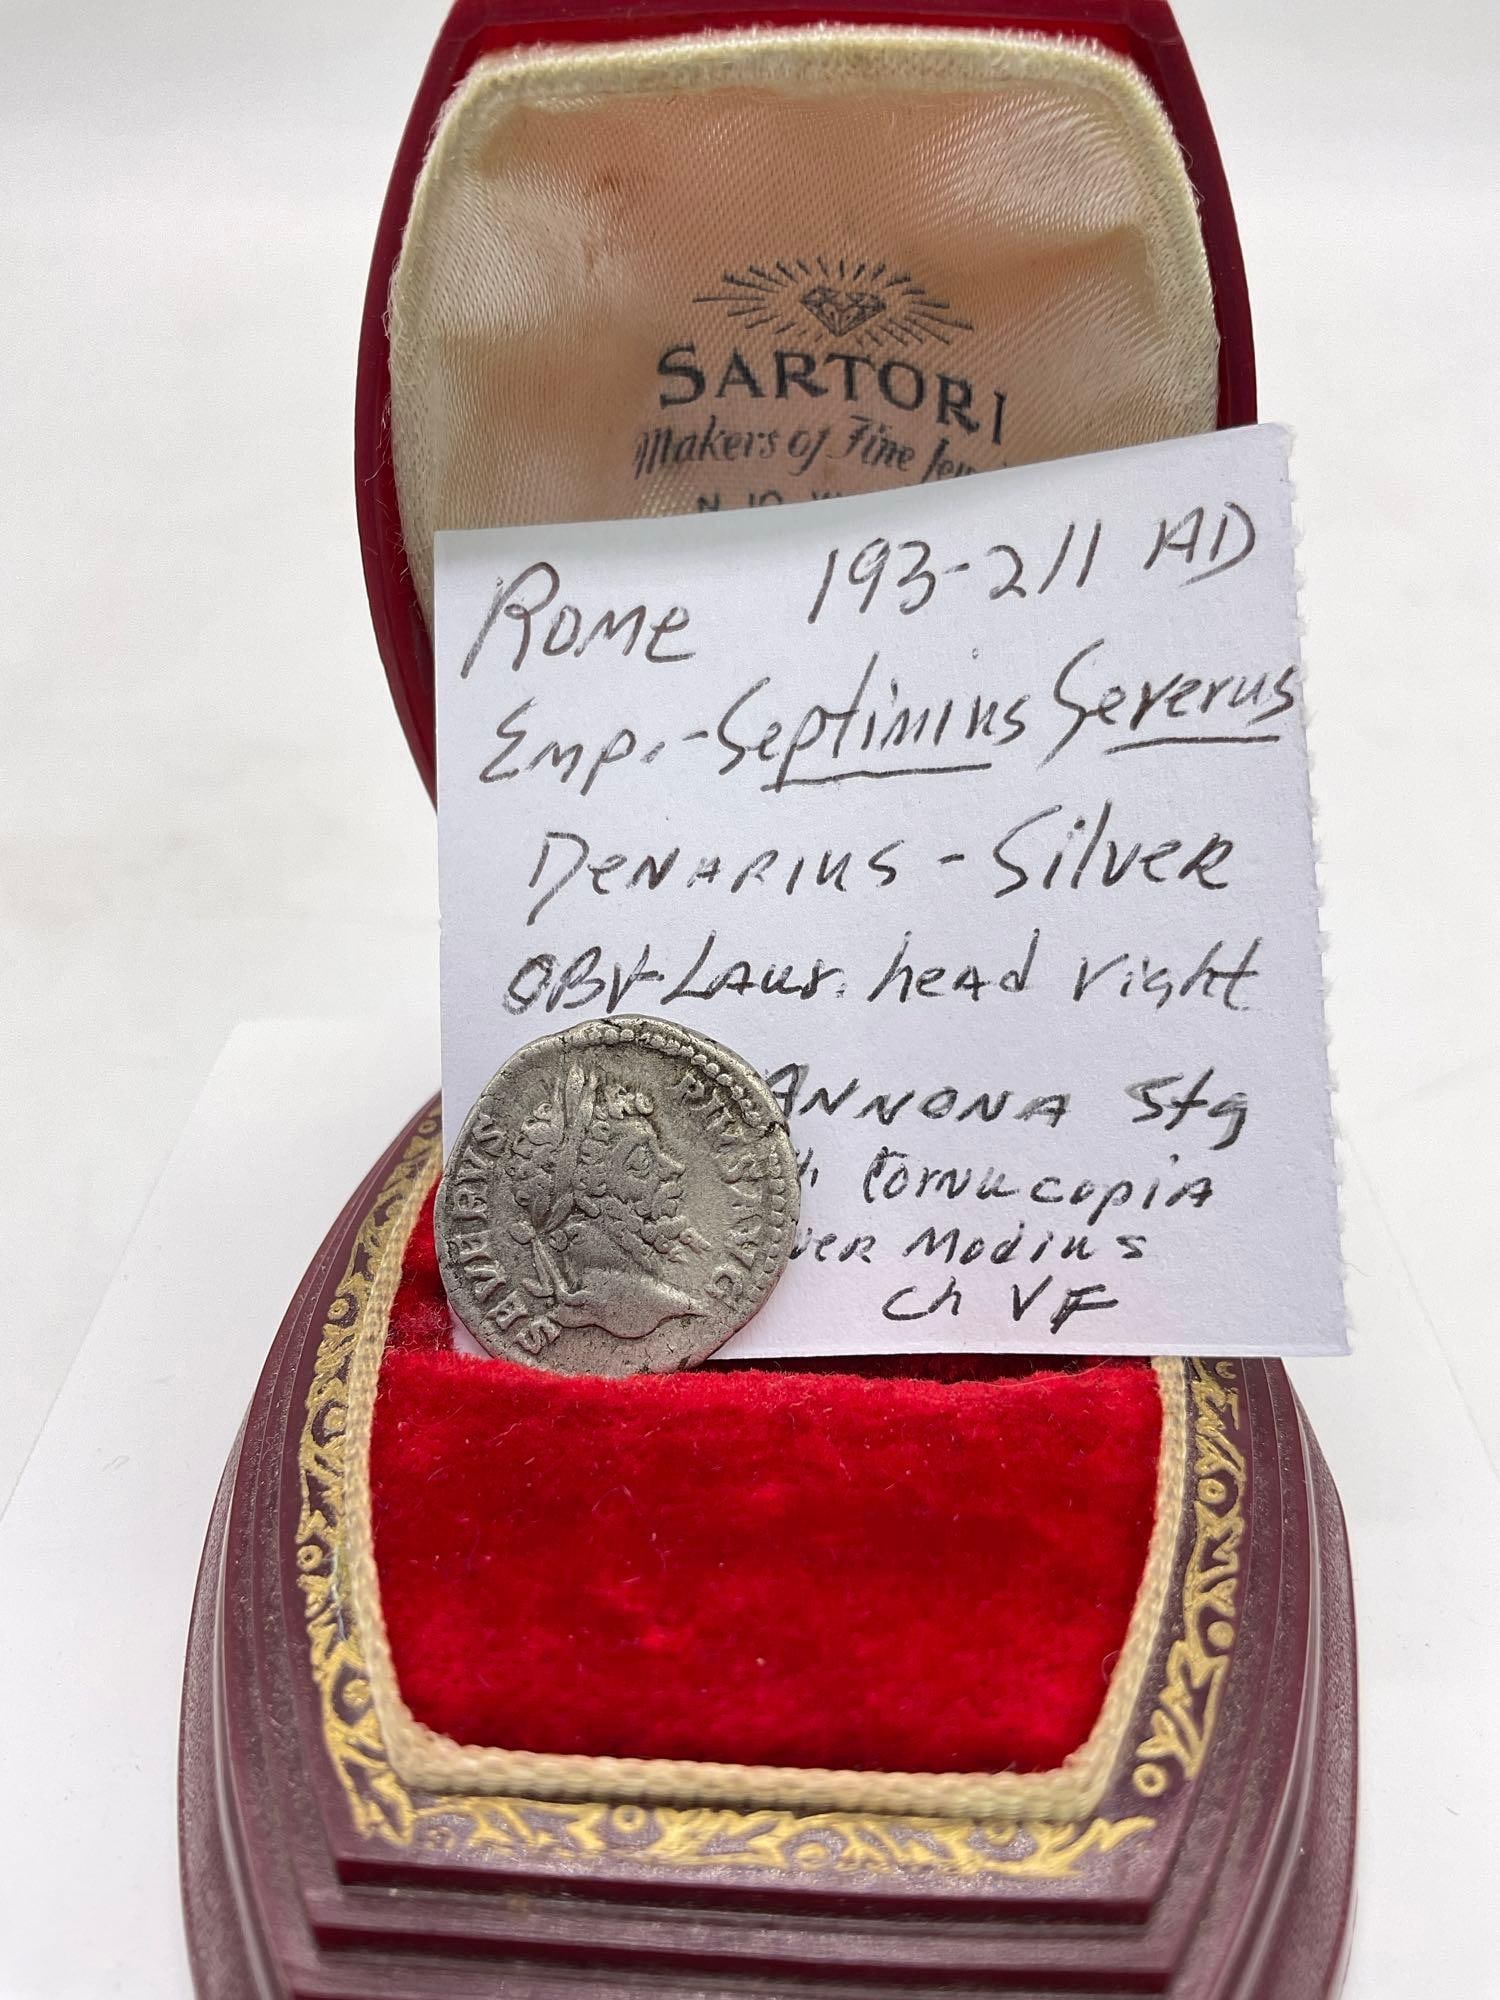 SARTORI
Makers of Fine
ROME 193-211 AD
Emp.-Septimius Severus
DENARIUS - Silver
OBV-LAUR. head right
ANNONA Stg
Cornucopia
Modius
Ch VF
SEVERVS PIVS AVG